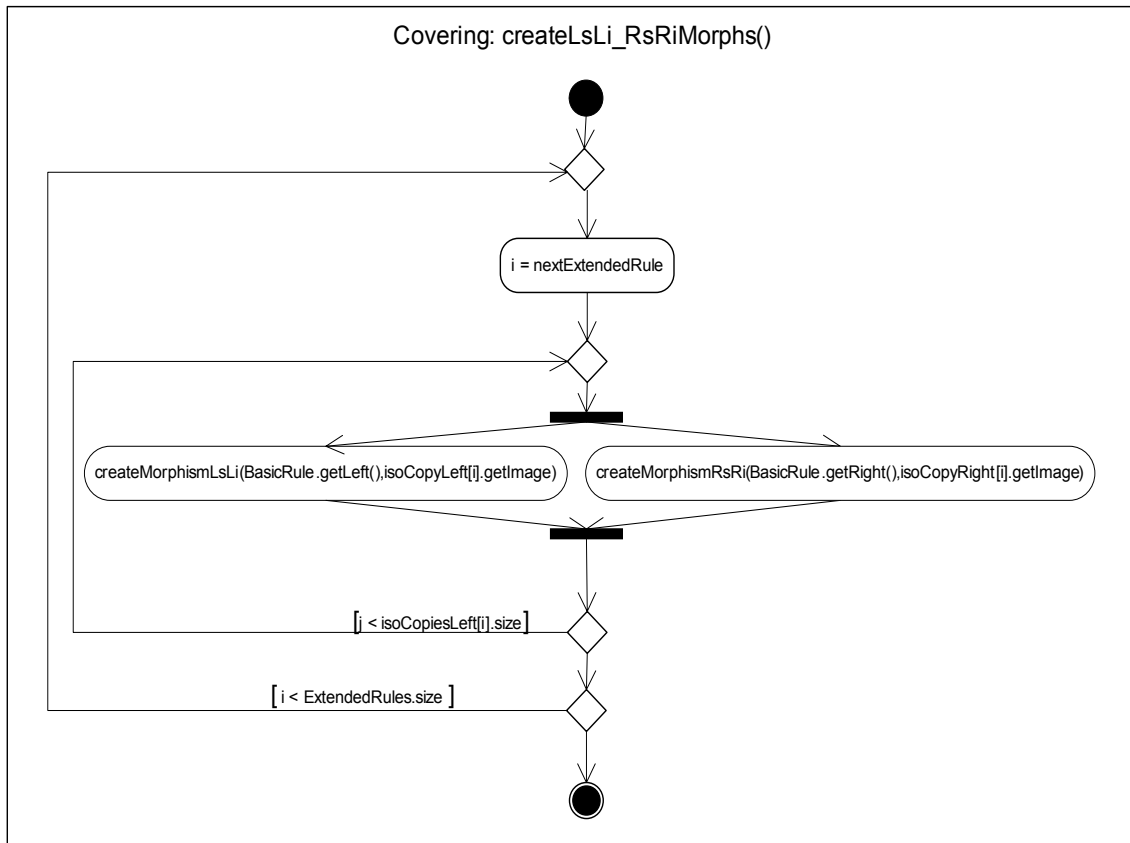 Covering: createLsLi_RsRiMorphs()
i = nextExtendedRule
createMorphismLsLi(BasicRule.getLeft(),isoCopyLeft[i].getImage)
createMorphismRsRi(BasicRule.getRight(),isoCopyRight[i].getImage)
[j < isoCopiesLeft[i].size]
[ i < ExtendedRules.size ]